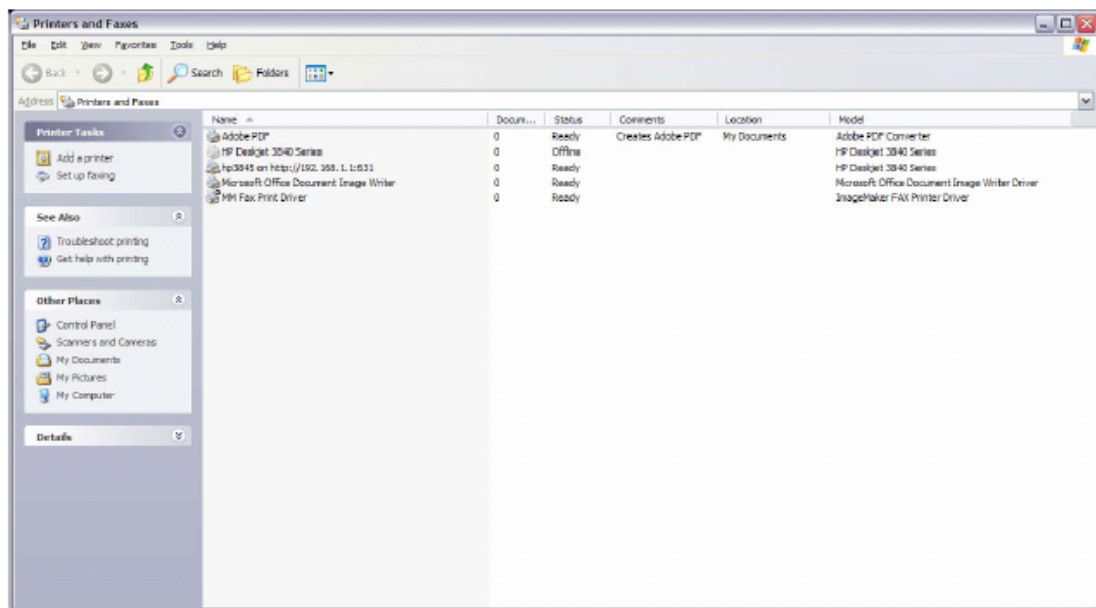 Printers and Faxes
File Edit View Favorites Tools Help
Back Search Folders
Address Printers and Faxes
Printer Tasks
Add a printer
Set up faxing
See Also
Troubleshoot printing
Get help with printing
Other Places
Control Panel
Scanners and Cameras
My Documents
My Pictures
My Computer
Details
Name Docum... Status Comments Location Model
Adobe PDF 0 Ready Creates Adobe PDF My Documents Adobe PDF Converter
HP Deskjet 3840 Series 0 Offline HP Deskjet 3840 Series
hp3845 on http://192.168.1.1:631 0 Ready HP Deskjet 3840 Series
Microsoft Office Document Image Writer 0 Ready Microsoft Office Document Image Writer Driver
MM Fax Print Driver 0 Ready ImageMaker FAX Printer Driver